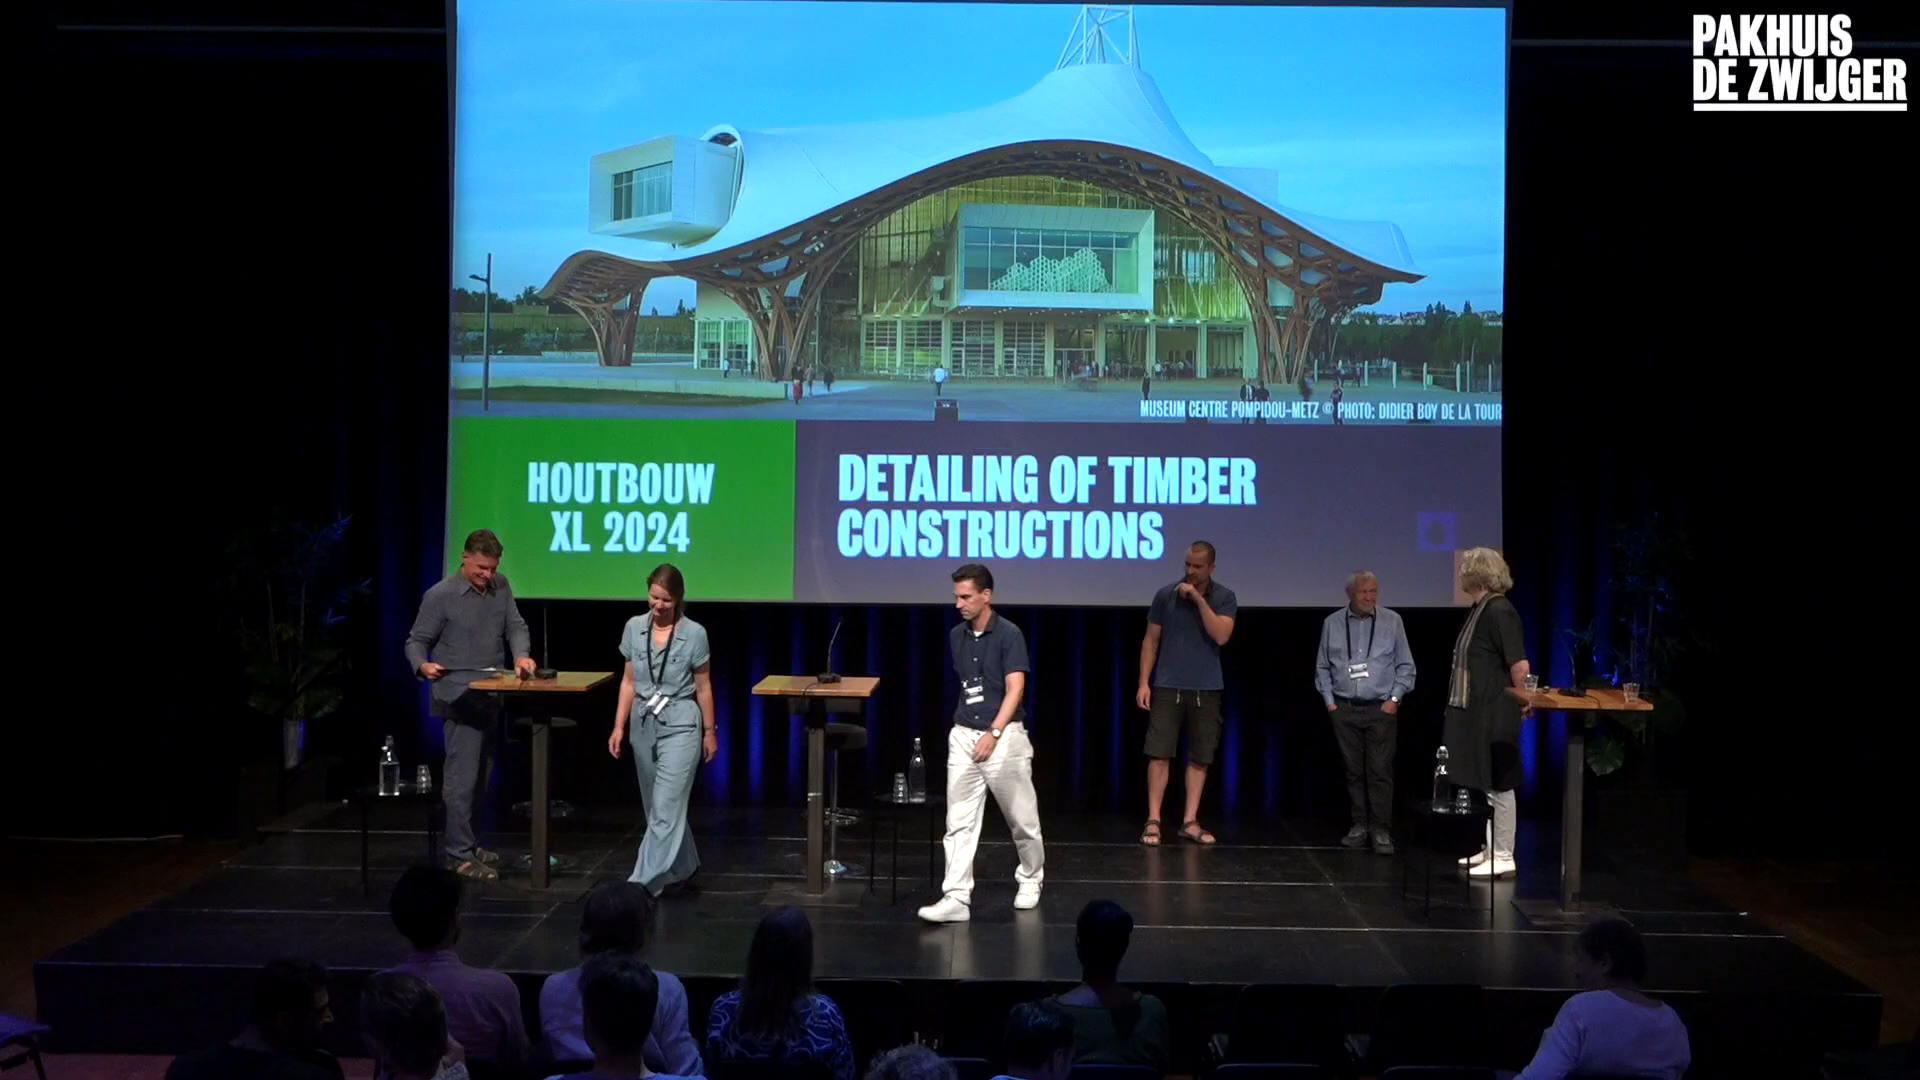 PAKHUIS
DE ZWIJGER
MUSEUM CENTRE POMPIDOU-METZ © PHOTO: DIDIER BOY DE LA TOUR
HOUTBOUW
XL 2024
DETAILING OF TIMBER
CONSTRUCTIONS